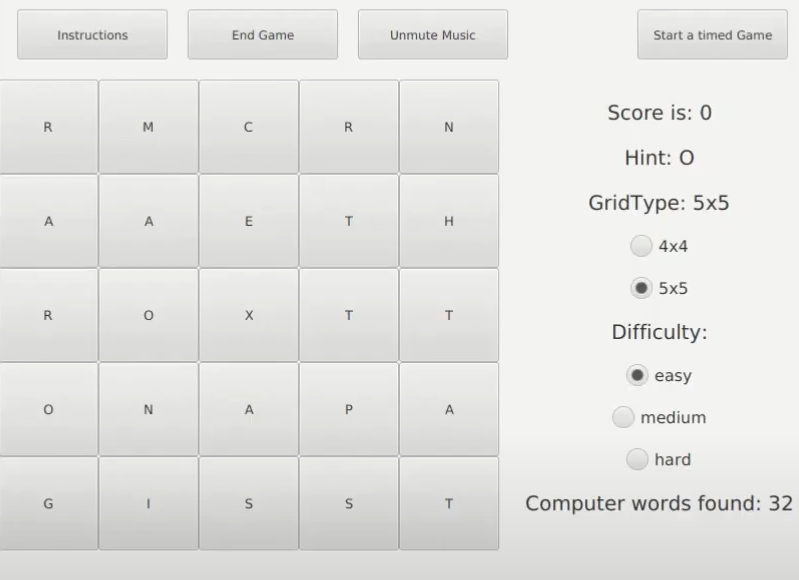 Instructions End Game Unmute Music Start a timed Game
R M C R N
A A E T H
R O X T T
O N A P A
G I S S T
Score is: 0
Hint: O
GridType: 5x5
4x4
5x5
Difficulty:
easy
medium
hard
Computer words found: 32